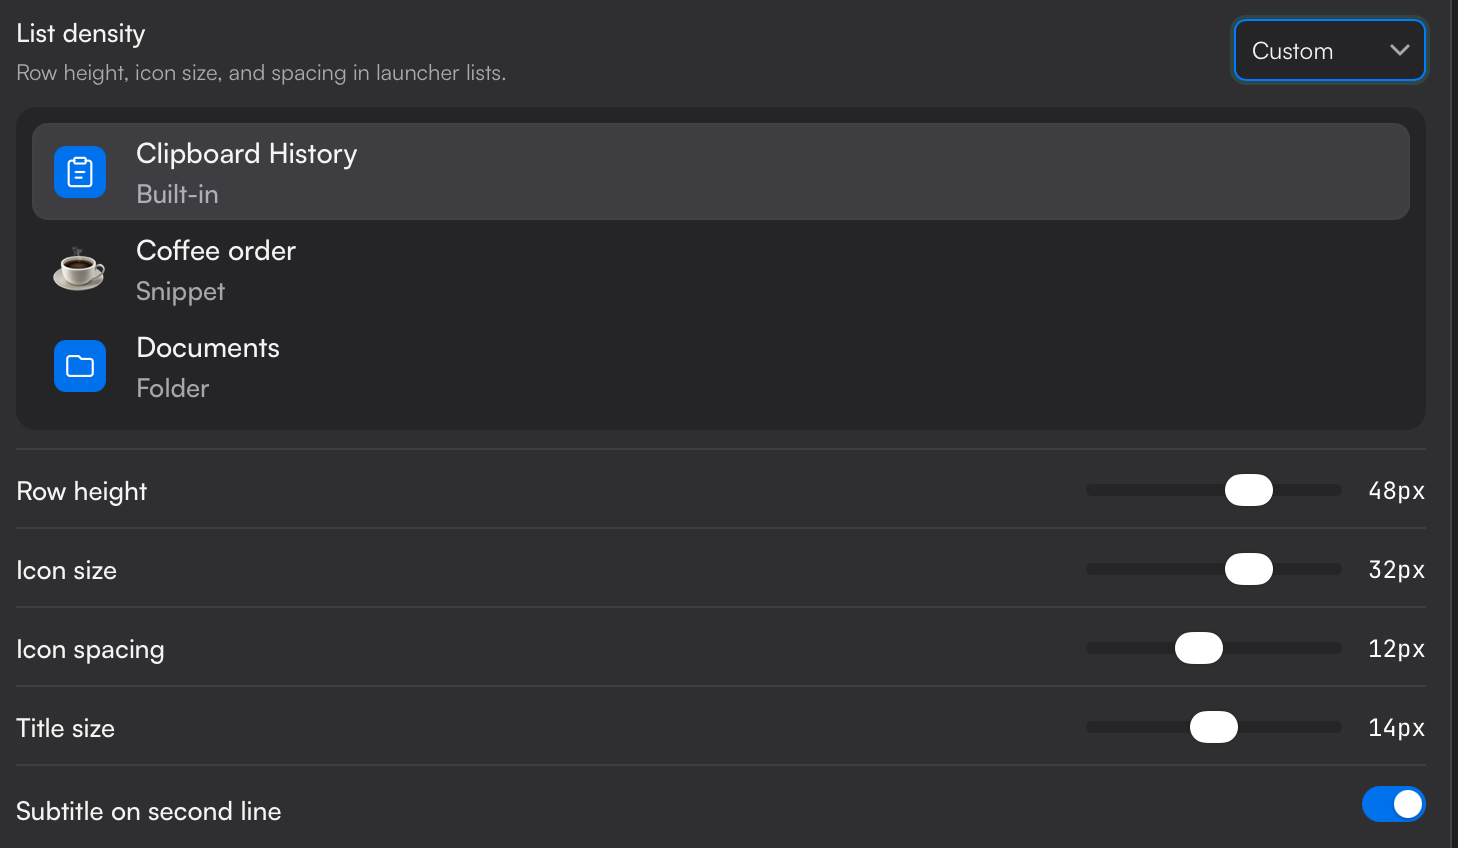 List density
Custom
Row height, icon size, and spacing in launcher lists.
Clipboard History
Built-in
Coffee order
Snippet
Documents
Folder
Row height
48px
Icon size
32px
Icon spacing
12px
Title size
14px
Subtitle on second line